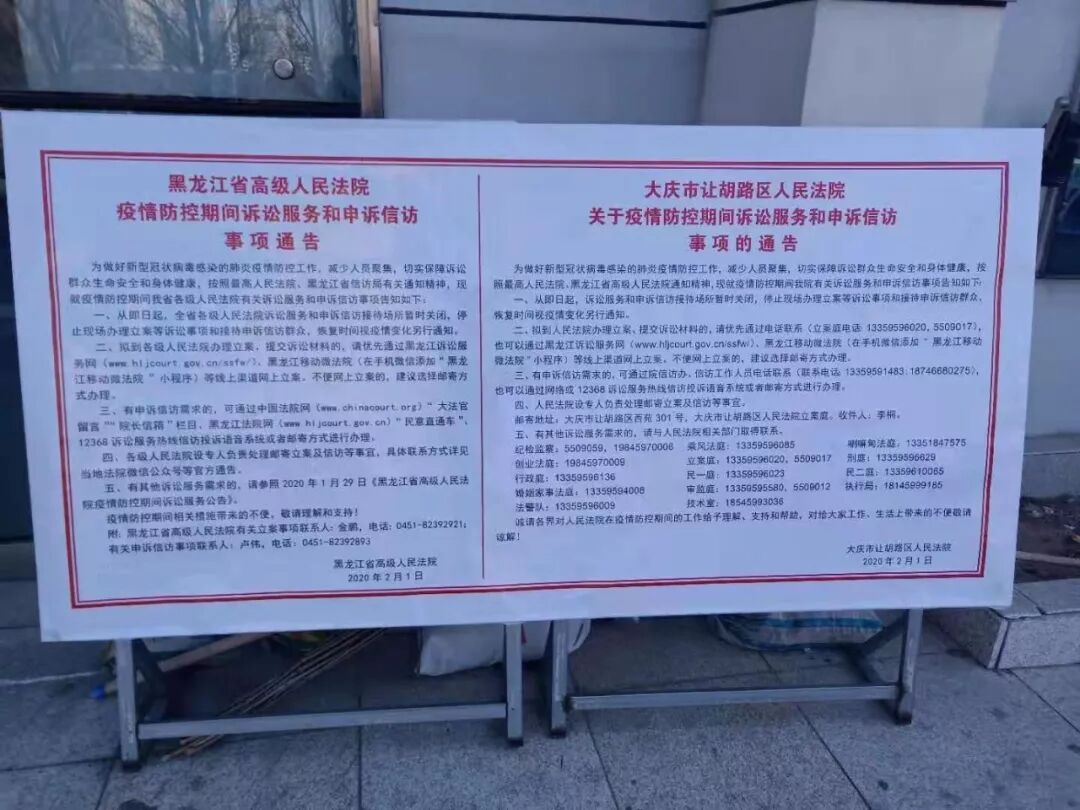 黑龙江省高级人民法院
疫情防控期间诉讼服务和申诉信访
事项通告
为做好新型冠状病毒感染的肺炎疫情防控工作，减少人员聚集，切实保障诉讼
群众生命安全和身体健康，按照最高人民法院、黑龙江省信访局有关通知精神，现
就疫情防控期间我省各级人民法院有关诉讼服务和申诉信访事项告知如下：
一、从即日起，全省各级人民法院诉讼服务和申诉信访接待场所暂时关闭，停
止现场办理立案等诉讼事项和接待申诉信访群众，恢复时间视疫情变化另行通知。
二、拟到各级人民法院办理立案、提交诉讼材料的，请优先通过黑龙江诉讼服
务网（www.hljcourt.gov.cn/ssfw/）、黑龙江移动微法院（在手机微信添加“黑龙
江移动微法院”小程序）等线上渠道网上立案。不便网上立案的，建议选择邮寄方
式办理。
三、有申诉信访需求的，可通过中国法院网（www.chinacourt.org）“大法官
留言”“院长信箱”栏目、黑龙江法院网（www.hljcourt.gov.cn）“民意直通车”、
12368 诉讼服务热线信访投诉语音系统或者邮寄方式进行办理。
四、各级人民法院设专人负责处理邮寄立案及信访等事宜，具体联系方式详见
当地法院微信公众号等官方通告。
五、有其他诉讼服务需求的，请参照 2020 年 1 月 29 日《黑龙江省高级人民法
院疫情防控期间诉讼服务公告》。
疫情防控期间相关措施带来的不便，敬请理解和支持！
附：黑龙江省高级人民法院有关立案事项联系人：金鹏，电话：0451-82392921；
有关申诉信访事项联系人：卢伟，电话：0451-82392893
黑龙江省高级人民法院
2020 年 2 月 1 日
大庆市让胡路区人民法院
关于疫情防控期间诉讼服务和申诉信访
事项的通告
为做好新型冠状病毒感染的肺炎疫情防控工作，减少人员聚集，切实保障诉讼群众生命安全和身体健康，按
照最高人民法院、黑龙江省高级人民法院通知精神，现就疫情防控期间我院有关诉讼服务和申诉信访事项告知如下：
一、从即日起，诉讼服务和申诉信访接待场所暂时关闭，停止现场办理立案等诉讼事项和接待申诉信访群众，
恢复时间视疫情变化另行通知。
二、拟到人民法院办理立案、提交诉讼材料的，请优先通过电话联系（立案庭电话：13359596020、5509017），
也可以通过黑龙江诉讼服务网（www.hljcourt.gov.cn/ssfw/）、黑龙江移动微法院（在手机微信添加“黑龙江移动
微法院”小程序）等线上渠道网上立案。不便网上立案的，建议选择邮寄方式办理。
三、有申诉信访需求的，可通过院信访办、信访工作人员电话联系（联系电话：13359591483、18746680275），
也可以通过网络或 12368 诉讼服务热线信访投诉语音系统或者邮寄方式进行办理。
四、人民法院设专人负责处理邮寄立案及信访等事宜。
邮寄地址：大庆市让胡路区西苑 301 号，大庆市让胡路区人民法院立案庭。收件人：李桐。
五、有其他诉讼服务需求的，请与人民法院相关部门取得联系。
纪检监察：5509059，19845970006 乘风法庭：13359596085 喇嘛甸法庭：13351847575
创业法庭：19845970009 立案庭：13359596020、5509017 刑庭：13359596629
行政庭：13359596136 民一庭：13359596023 民二庭：13359610065
婚姻家事法庭：13359594008 审监庭：13359595580、5509012 执行局：18145999185
法警队：13359596009 技术室：18545993036
诚请各界对人民法院在疫情防控期间的工作给予理解、支持和帮助，对给大家工作、生活上带来的不便敬请
谅解！
大庆市让胡路区人民法院
2020 年 2 月 1 日